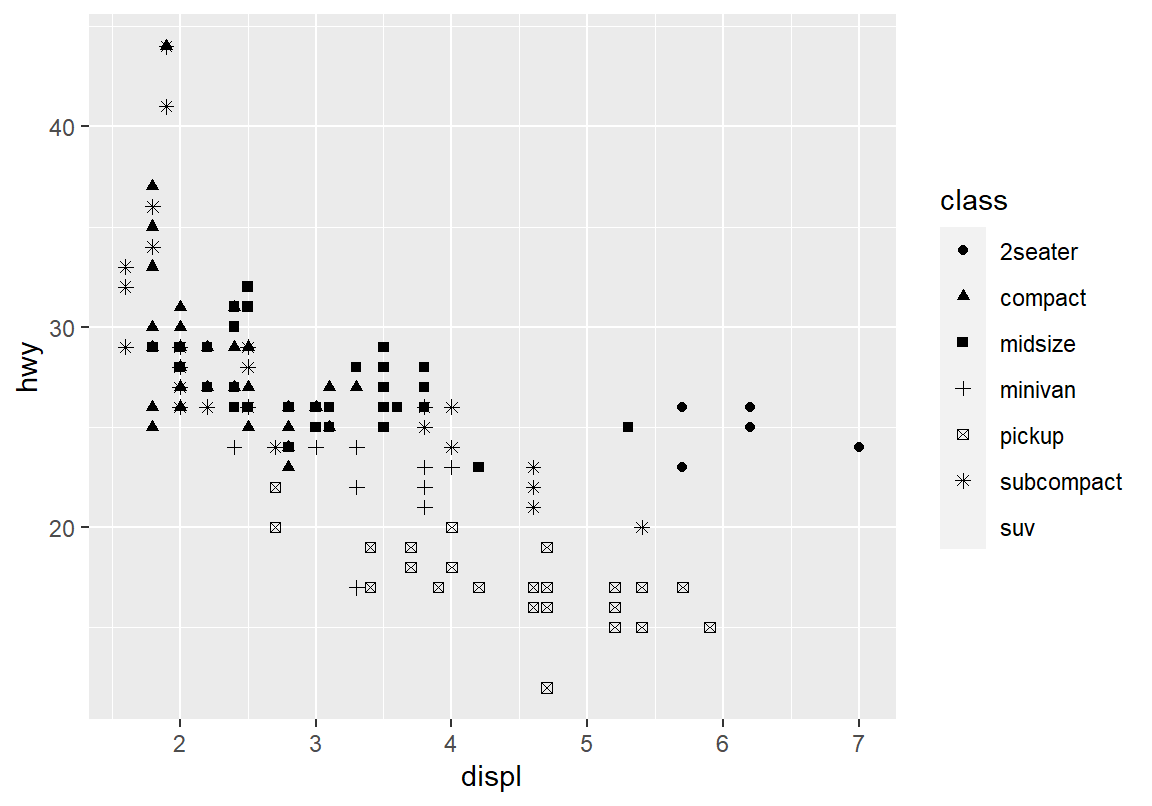 40
30
20
hwy
2
3
4
5
6
7
displ
class
2seater
compact
midsize
minivan
pickup
subcompact
suv